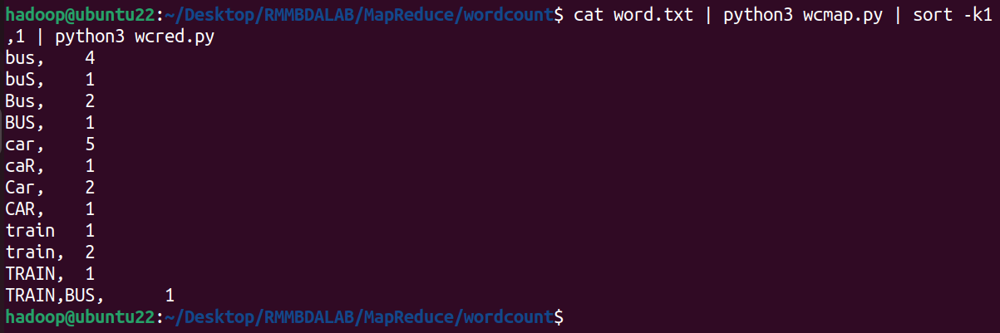 hadoop@ubuntu22:~/Desktop/RMMBDALAB/MapReduce/wordcount$ cat word.txt | python3 wcmap.py | sort -k1
,1 | python3 wcred.py
bus,	4
buS,	1
Bus,	2
BUS,	1
car,	5
caR,	1
Car,	2
CAR,	1
train	1
train,	2
TRAIN,	1
TRAIN,BUS,	1
hadoop@ubuntu22:~/Desktop/RMMBDALAB/MapReduce/wordcount$